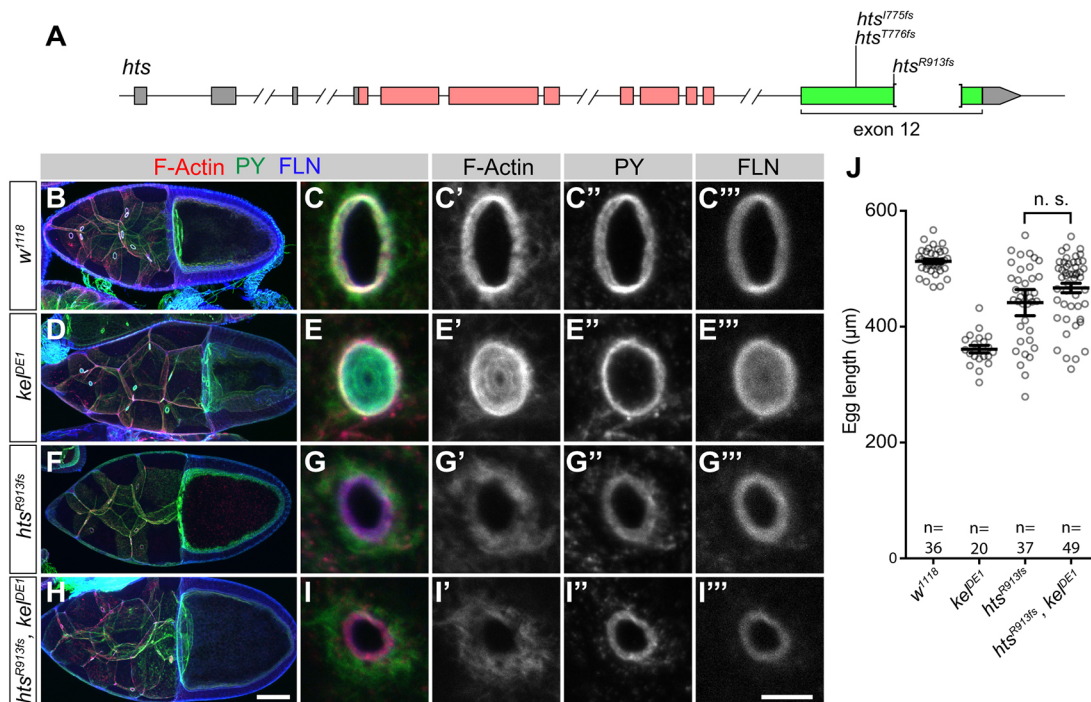 A
hts
hts^I775fs
hts^T776fs
hts^R913fs
exon 12
F-Actin PY FLN
F-Actin
PY
FLN
w^1118
B
C
C'
C''
C'''
kel^DE1
D
E
E'
E''
E'''
hts^R913fs
F
G
G'
G''
G'''
hts^R913fs, kel^DE1
H
I
I'
I''
I'''
J
n. s.
Egg length (μm)
600
400
200
0
n= n= n= n=
36 20 37 49
w^1118
kel^DE1
hts^R913fs
hts^R913fs, kel^DE1